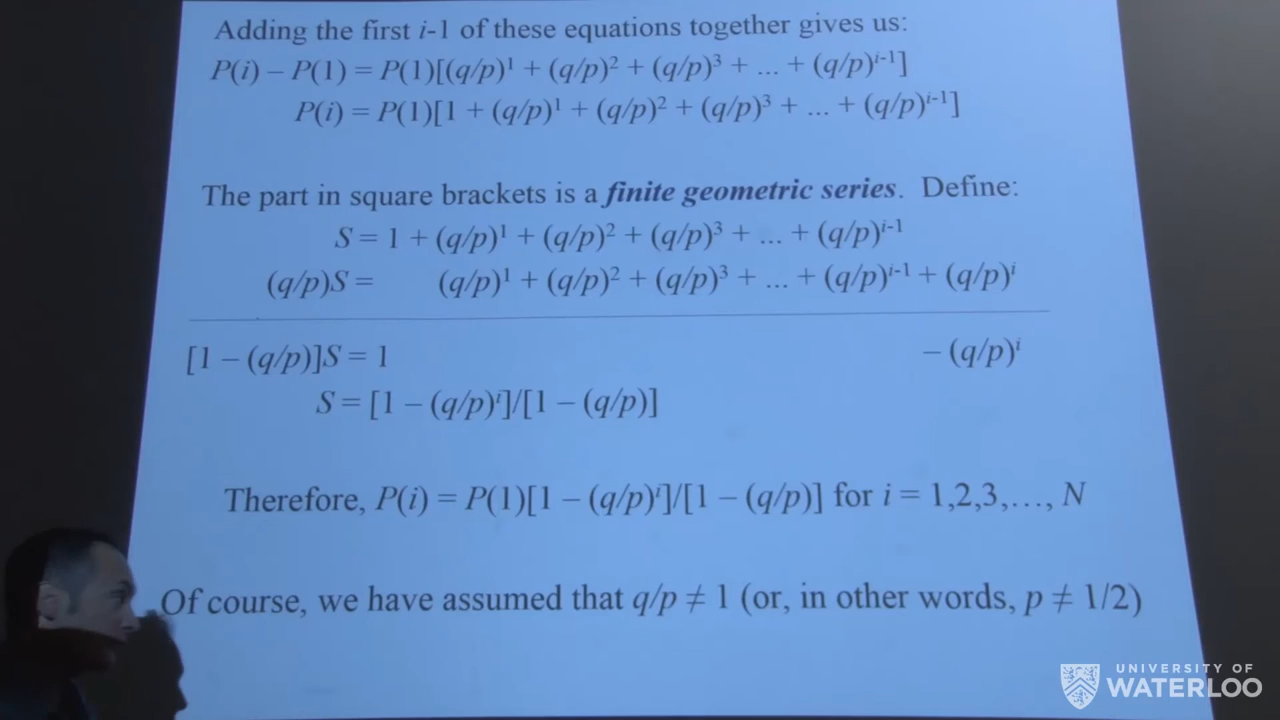 Adding the first i-1 of these equations together gives us:
P(i) – P(1) = P(1)[(q/p)¹ + (q/p)² + (q/p)³ + ... + (q/p)ⁱ⁻¹]
P(i) = P(1)[1 + (q/p)¹ + (q/p)² + (q/p)³ + ... + (q/p)ⁱ⁻¹]
The part in square brackets is a finite geometric series. Define:
S = 1 + (q/p)¹ + (q/p)² + (q/p)³ + ... + (q/p)ⁱ⁻¹
(q/p)S = (q/p)¹ + (q/p)² + (q/p)³ + ... + (q/p)ⁱ⁻¹ + (q/p)ⁱ
[1 – (q/p)]S = 1 – (q/p)ⁱ
S = [1 – (q/p)ⁱ]/[1 – (q/p)]
Therefore, P(i) = P(1)[1 – (q/p)ⁱ]/[1 – (q/p)] for i = 1,2,3,…, N
Of course, we have assumed that q/p ≠ 1 (or, in other words, p ≠ 1/2)
UNIVERSITY OF
WATERLOO